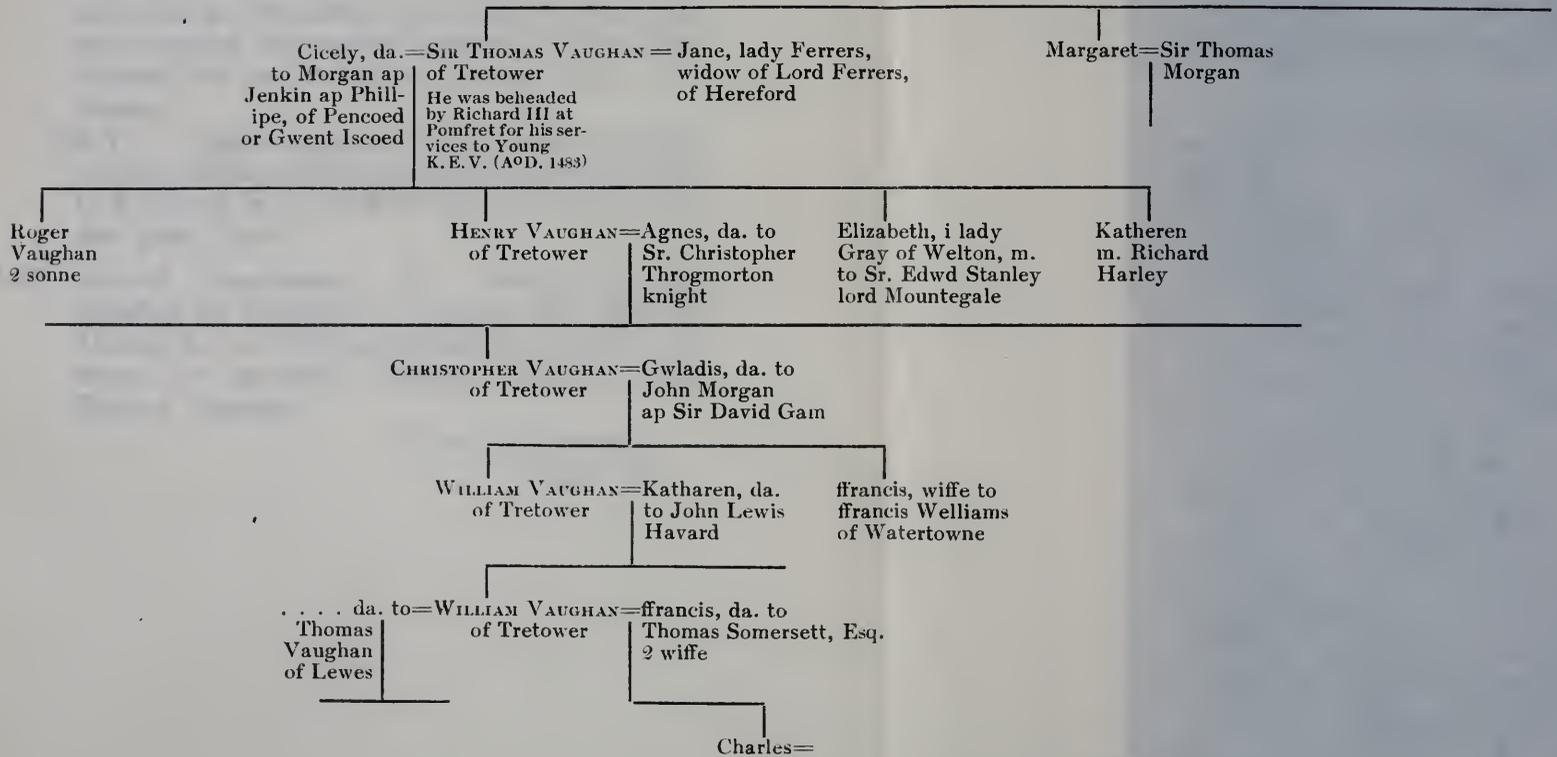 Cicely, da.=SIR THOMAS VAUGHAN = Jane, lady Ferrers,
to Morgan ap
Jenkin ap Phill-
ipe, of Pencoed
or Gwent Iscoed
of Tretower
He was beheaded
by Richard III at
Pomfret for his ser-
vices to Young
K. E. V. (AºD. 1483)
widow of Lord Ferrers,
of Hereford
Margaret=Sir Thomas
Morgan
Roger
Vaughan
2 sonne
HENRY VAUGHAN=Agnes, da. to
of Tretower
Sr. Christopher
Throgmorton
knight
Elizabeth, i lady
Gray of Welton, m.
to Sr. Edwd Stanley
lord Mountegale
Katheren
m. Richard
Harley
CHRISTOPHER VAUGHAN=Gwladis, da. to
of Tretower
John Morgan
ap Sir David Gam
WILLIAM VAUGHAN=Katharen, da.
of Tretower
to John Lewis
Havard
ffrancis, wiffe to
ffrancis Welliams
of Watertowne
. . . . da. to=WILLIAM VAUGHAN=ffrancis, da. to
Thomas
Vaughan
of Lewes
of Tretower
Thomas Somersett, Esq.
2 wiffe
Charles=